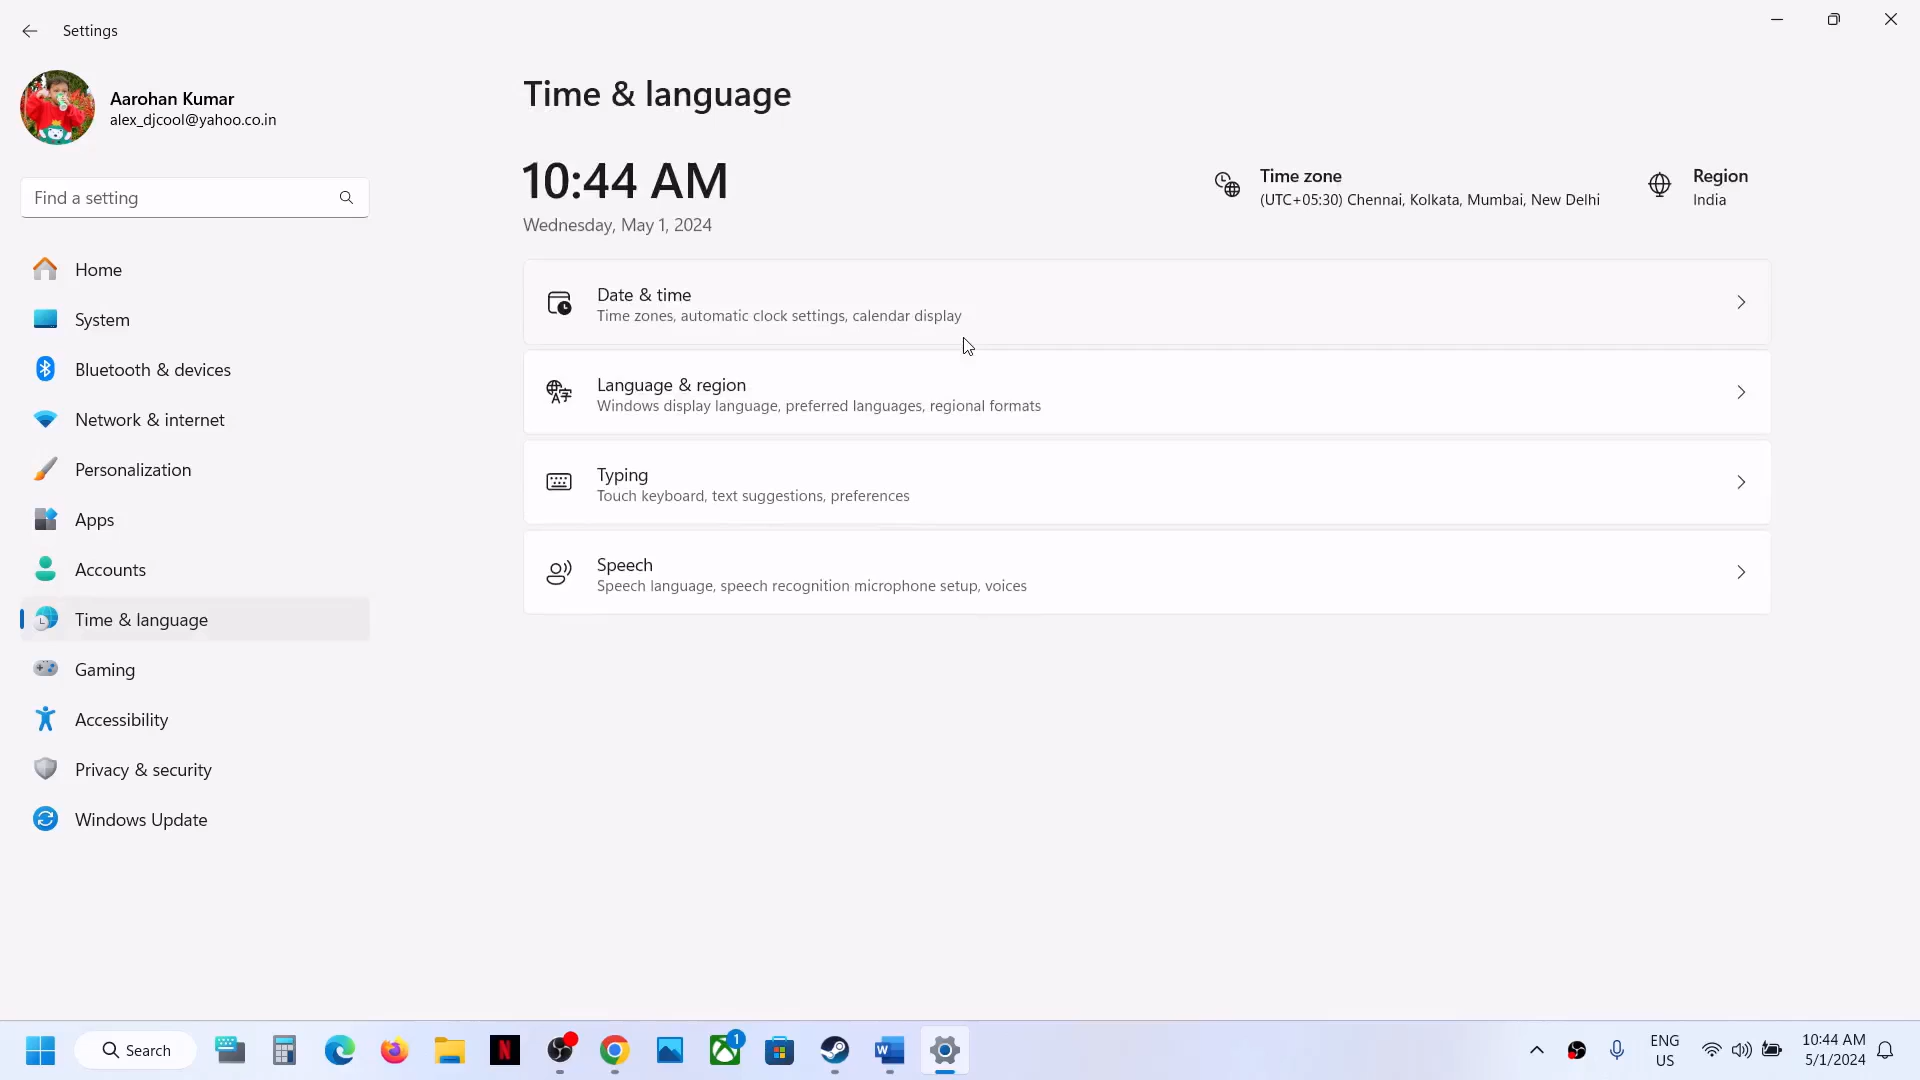 Settings
Aarohan Kumar
alex_djcool@yahoo.co.in
Find a setting
Home
System
Bluetooth & devices
Network & internet
Personalization
Apps
Accounts
Time & language
Gaming
Accessibility
Privacy & security
Windows Update
Time & language
10:44 AM
Wednesday, May 1, 2024
Time zone
(UTC+05:30) Chennai, Kolkata, Mumbai, New Delhi
Region
India
Date & time
Time zones, automatic clock settings, calendar display
Language & region
Windows display language, preferred languages, regional formats
Typing
Touch keyboard, text suggestions, preferences
Speech
Speech language, speech recognition microphone setup, voices
Search
N
1
W
ENG
US
10:44 AM
5/1/2024